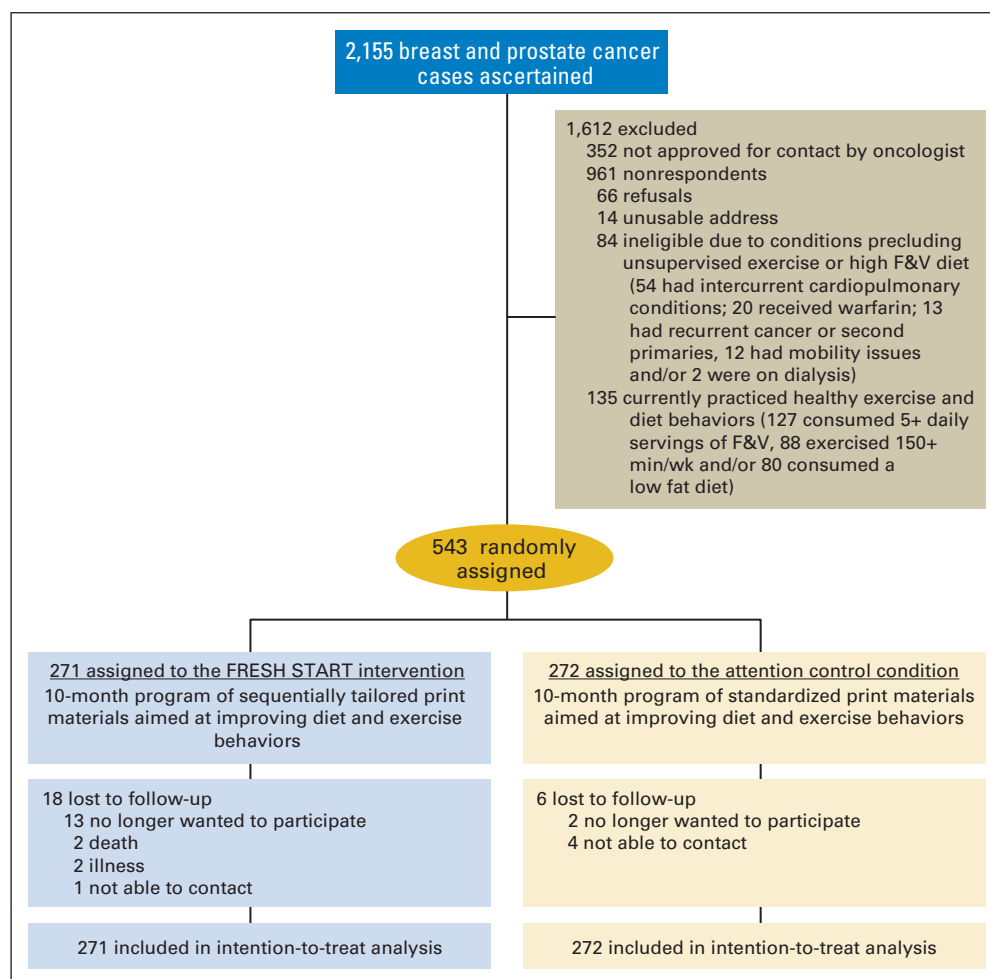 2,155 breast and prostate cancer
cases ascertained
1,612 excluded
352 not approved for contact by oncologist
961 nonrespondents
66 refusals
14 unusable address
84 ineligible due to conditions precluding
unsupervised exercise or high F&V diet
(54 had intercurrent cardiopulmonary
conditions; 20 received warfarin; 13
had recurrent cancer or second
primaries, 12 had mobility issues
and/or 2 were on dialysis)
135 currently practiced healthy exercise and
diet behaviors (127 consumed 5+ daily
servings of F&V, 88 exercised 150+
min/wk and/or 80 consumed a
low fat diet)
543 randomly
assigned
271 assigned to the FRESH START intervention
10-month program of sequentially tailored print
materials aimed at improving diet and exercise
behaviors
272 assigned to the attention control condition
10-month program of standardized print materials
aimed at improving diet and exercise behaviors
18 lost to follow-up
13 no longer wanted to participate
2 death
2 illness
1 not able to contact
6 lost to follow-up
2 no longer wanted to participate
4 not able to contact
271 included in intention-to-treat analysis
272 included in intention-to-treat analysis